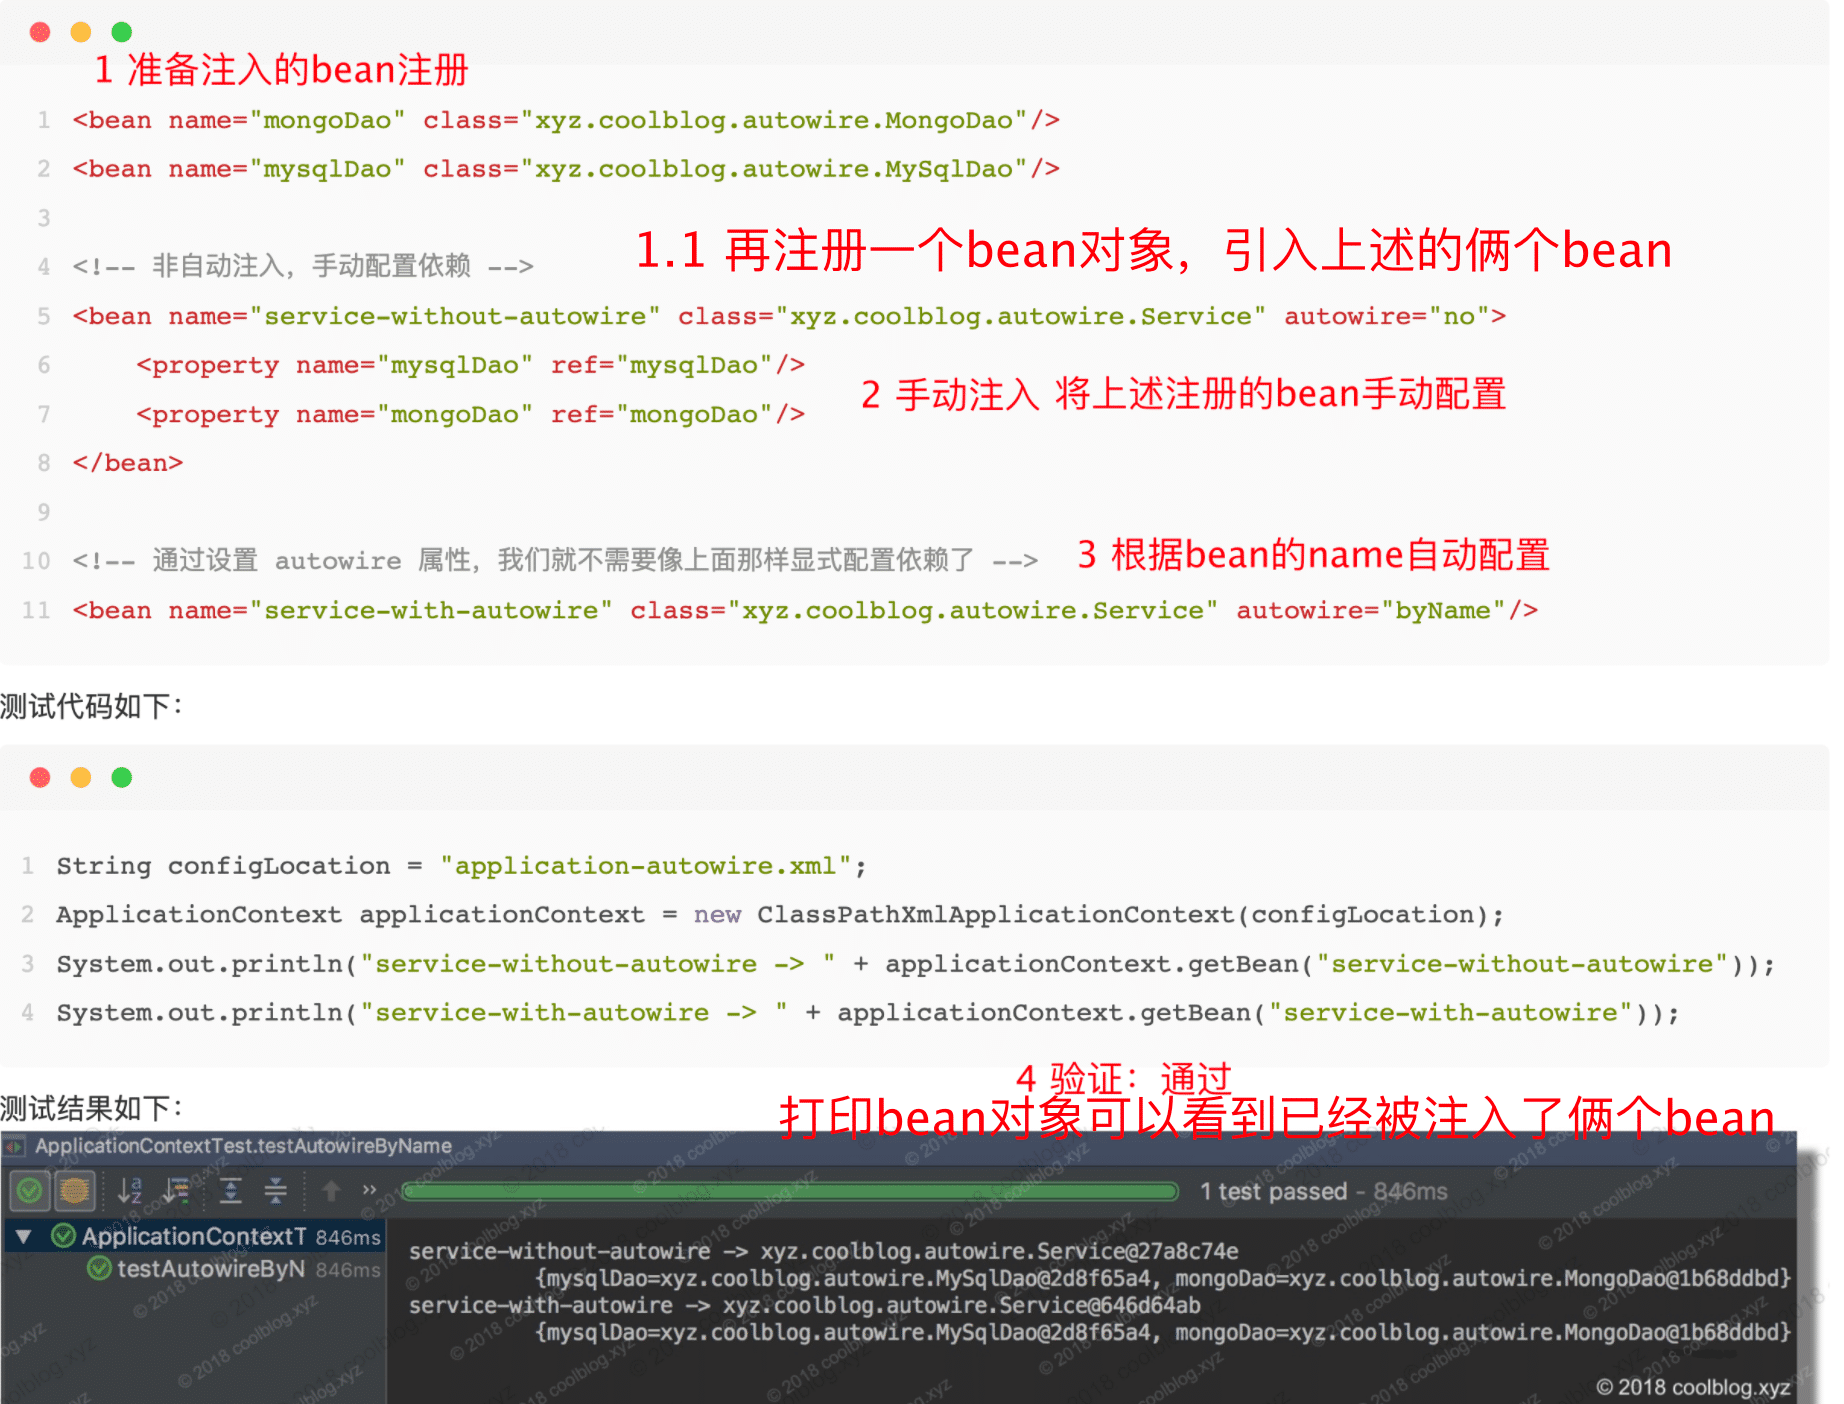 1 准备注入的bean注册
1 <bean name="mongoDao" class="xyz.coolblog.autowire.MongoDao"/>
2 <bean name="mysqlDao" class="xyz.coolblog.autowire.MySqlDao"/>
3
1.1 再注册一个bean对象，引入上述的俩个bean
4 <!-- 非自动注入，手动配置依赖 -->
5 <bean name="service-without-autowire" class="xyz.coolblog.autowire.Service" autowire="no">
6 <property name="mysqlDao" ref="mysqlDao"/>
2 手动注入 将上述注册的bean手动配置
7 <property name="mongoDao" ref="mongoDao"/>
8 </bean>
9
10 <!-- 通过设置 autowire 属性，我们就不需要像上面那样显式配置依赖了 -->
3 根据bean的name自动配置
11 <bean name="service-with-autowire" class="xyz.coolblog.autowire.Service" autowire="byName"/>
测试代码如下：
1 String configLocation = "application-autowire.xml";
2 ApplicationContext applicationContext = new ClassPathXmlApplicationContext(configLocation);
3 System.out.println("service-without-autowire -> " + applicationContext.getBean("service-without-autowire"));
4 System.out.println("service-with-autowire -> " + applicationContext.getBean("service-with-autowire"));
4 验证：通过
测试结果如下：
打印bean对象可以看到已经被注入了俩个bean
ApplicationContextTest.testAutowireByName
1 test passed - 846ms
ApplicationContextT 846ms
testAutowireByN 846ms
service-without-autowire -> xyz.coolblog.autowire.Service@27a8c74e
{mysqlDao=xyz.coolblog.autowire.MySqlDao@2d8f65a4, mongoDao=xyz.coolblog.autowire.MongoDao@1b68ddbd}
service-with-autowire -> xyz.coolblog.autowire.Service@646d64ab
{mysqlDao=xyz.coolblog.autowire.MySqlDao@2d8f65a4, mongoDao=xyz.coolblog.autowire.MongoDao@1b68ddbd}
© 2018 coolblog.xyz